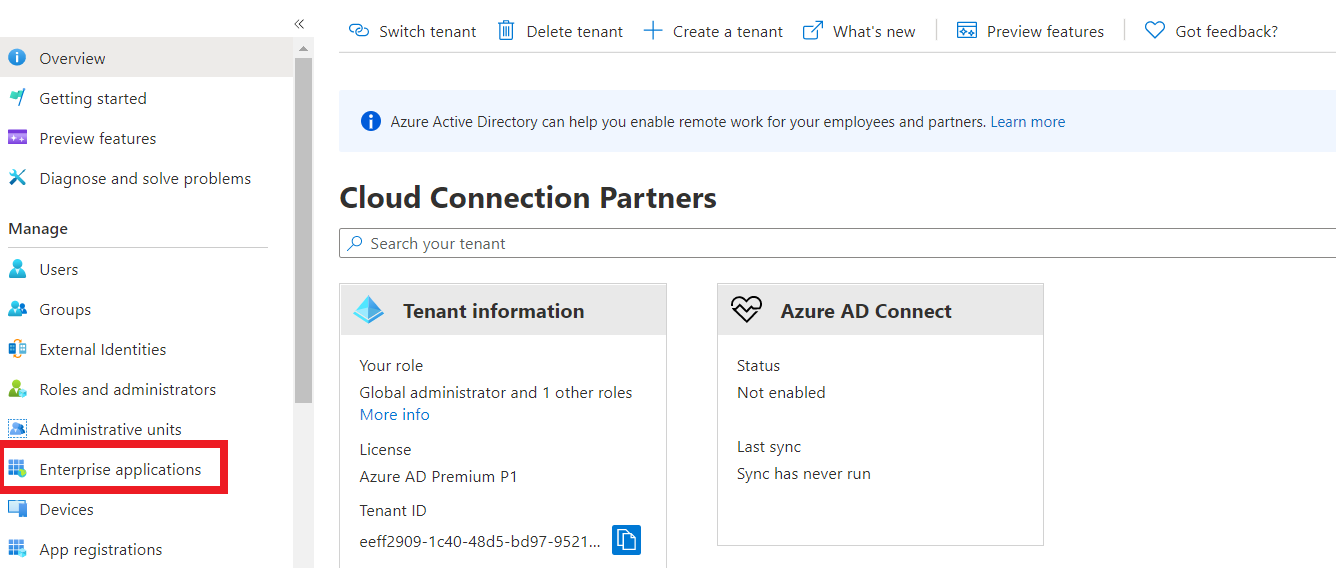 «
Overview
Getting started
Preview features
Diagnose and solve problems
Manage
Users
Groups
External Identities
Roles and administrators
Administrative units
Enterprise applications
Devices
App registrations
Switch tenant Delete tenant Create a tenant What's new Preview features Got feedback?
Azure Active Directory can help you enable remote work for your employees and partners. Learn more
Cloud Connection Partners
Search your tenant
Tenant information
Your role
Global administrator and 1 other roles
More info
License
Azure AD Premium P1
Tenant ID
eeff2909-1c40-48d5-bd97-9521...
Azure AD Connect
Status
Not enabled
Last sync
Sync has never run